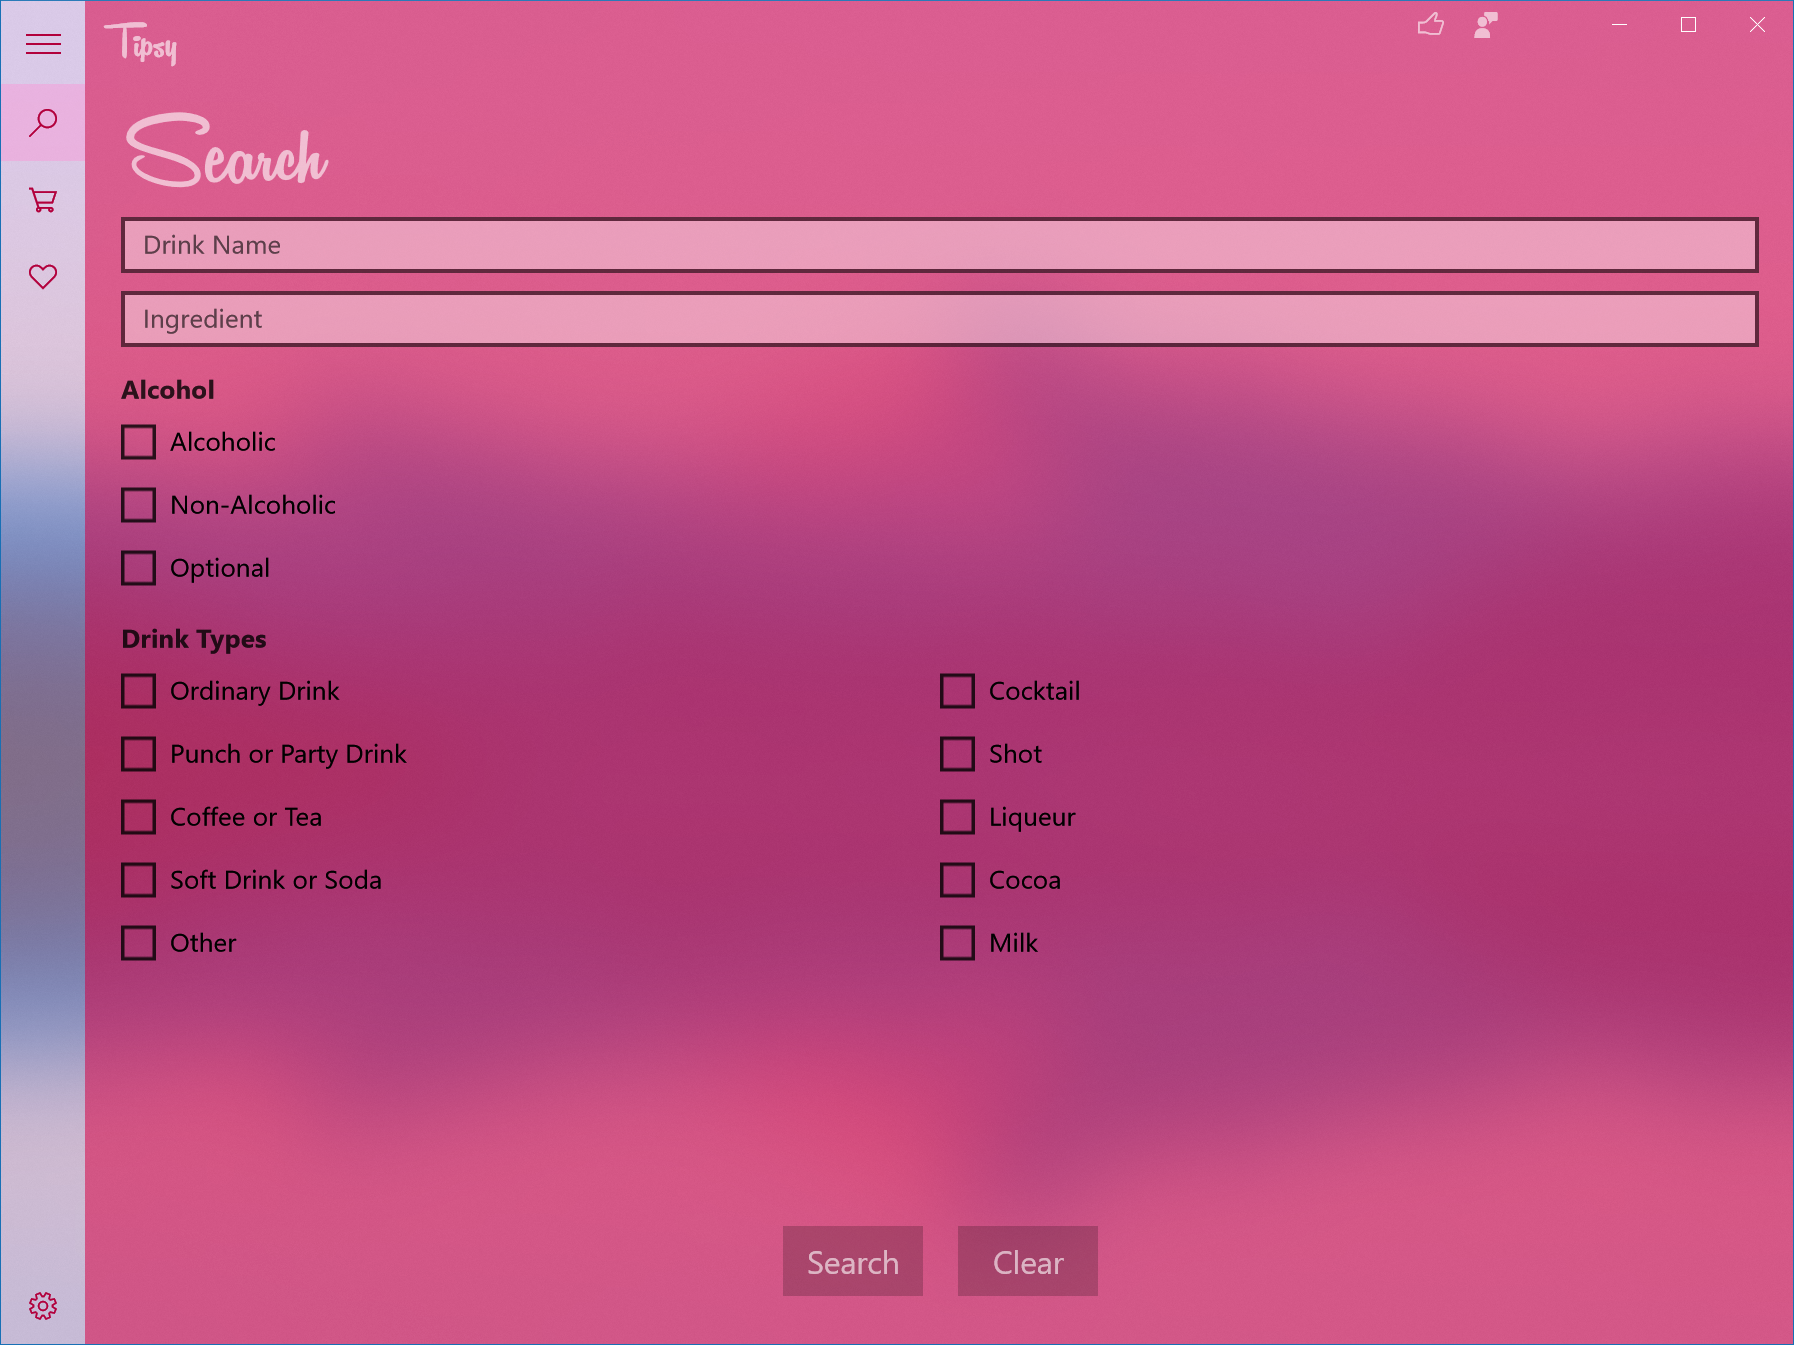 Tipsy
Search
Drink Name
Ingredient
Alcohol
Alcoholic
Non-Alcoholic
Optional
Drink Types
Ordinary Drink
Cocktail
Punch or Party Drink
Shot
Coffee or Tea
Liqueur
Soft Drink or Soda
Cocoa
Other
Milk
Search
Clear